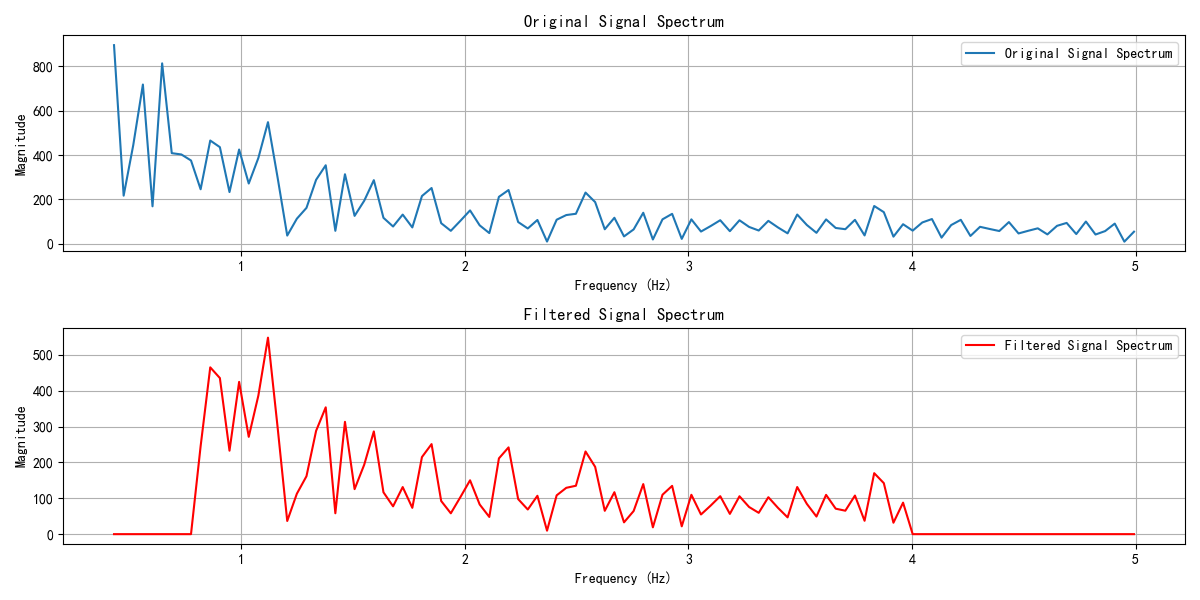 Original Signal Spectrum
Original Signal Spectrum
800
600
400
200
0
Magnitude
1 2 3 4 5
Frequency (Hz)
Filtered Signal Spectrum
Filtered Signal Spectrum
500
400
300
200
100
0
Magnitude
1 2 3 4 5
Frequency (Hz)